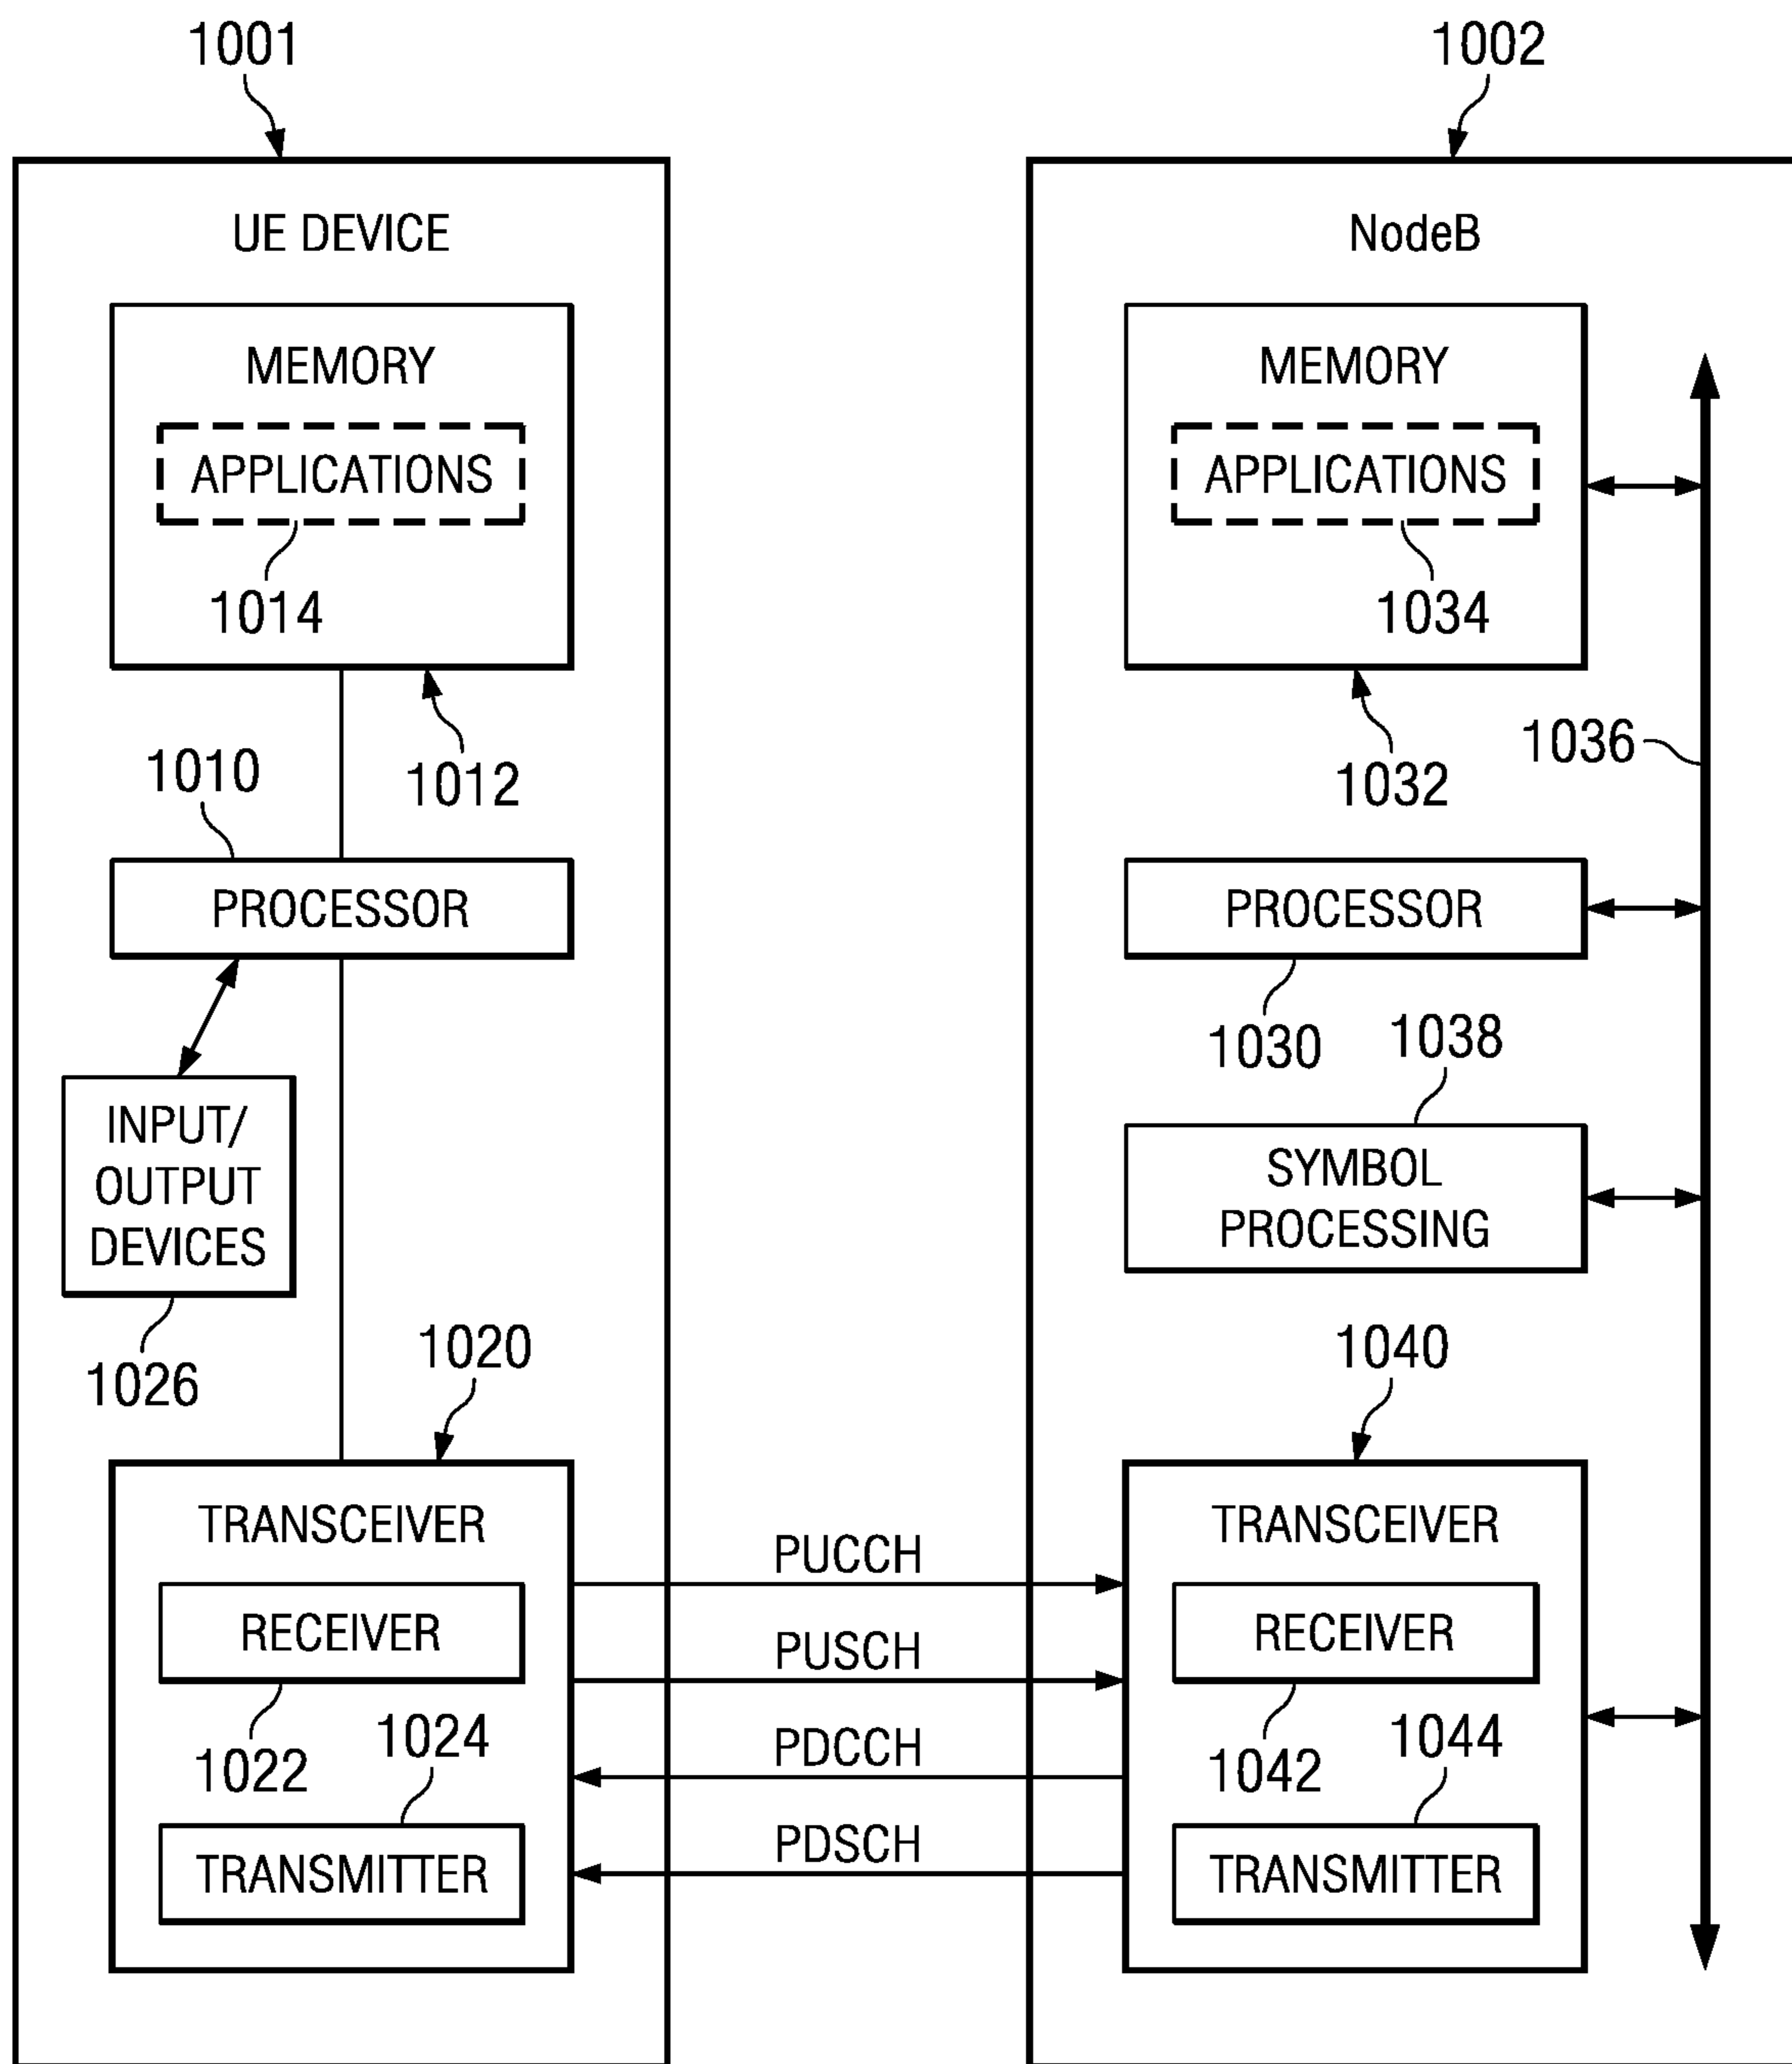 1001
UE DEVICE
MEMORY
APPLICATIONS
1014
1012
1010
PROCESSOR
INPUT/
OUTPUT
DEVICES
1026
1020
TRANSCEIVER
RECEIVER
1022
1024
TRANSMITTER
PUCCH
PUSCH
PDCCH
PDSCH
1002
NodeB
MEMORY
APPLICATIONS
1034
1032
1036
PROCESSOR
1030
1038
SYMBOL
PROCESSING
1040
TRANSCEIVER
RECEIVER
1042
1044
TRANSMITTER